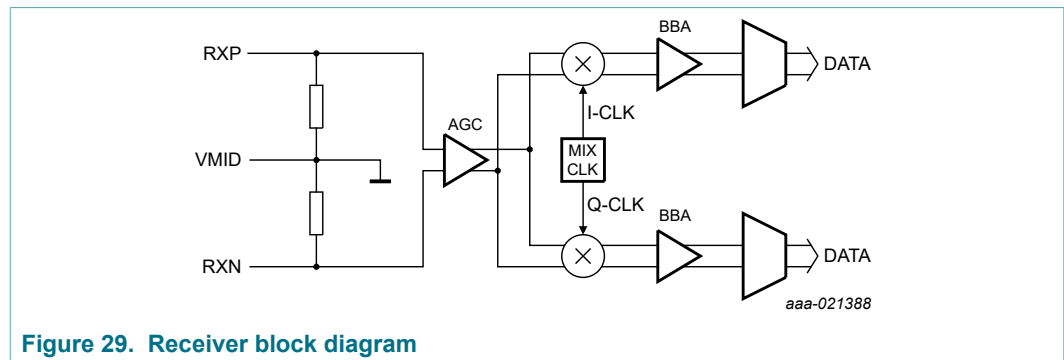 RXP
VMID
RXN
AGC
I-CLK
MIX
CLK
Q-CLK
BBA
DATA
BBA
DATA
aaa-021388
Figure 29. Receiver block diagram